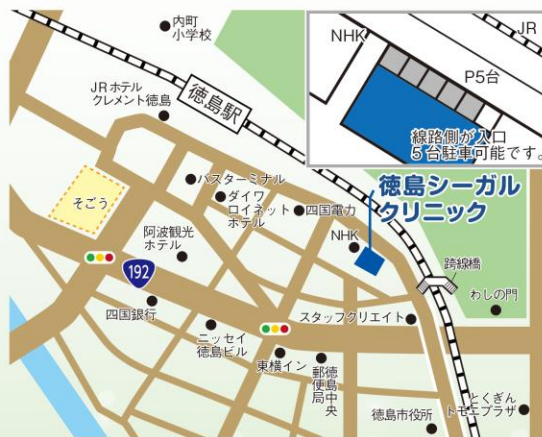 内町
小学校
NHK
JR
P5台
線路側が入口
5台駐車可能です。
JRホテル
クレメント徳島
徳島駅
そごう
バスターミナル
ダイワ
ロイネット
ホテル
四国電力
徳島シーガル
クリニック
NHK
阿波観光
ホテル
192
跨線橋
わしの門
四国銀行
ニッセイ
徳島ビル
スタッフクリエイト
東横イン
徳島中央
郵便局
徳島市役所
とくぎん
トモニプラザ